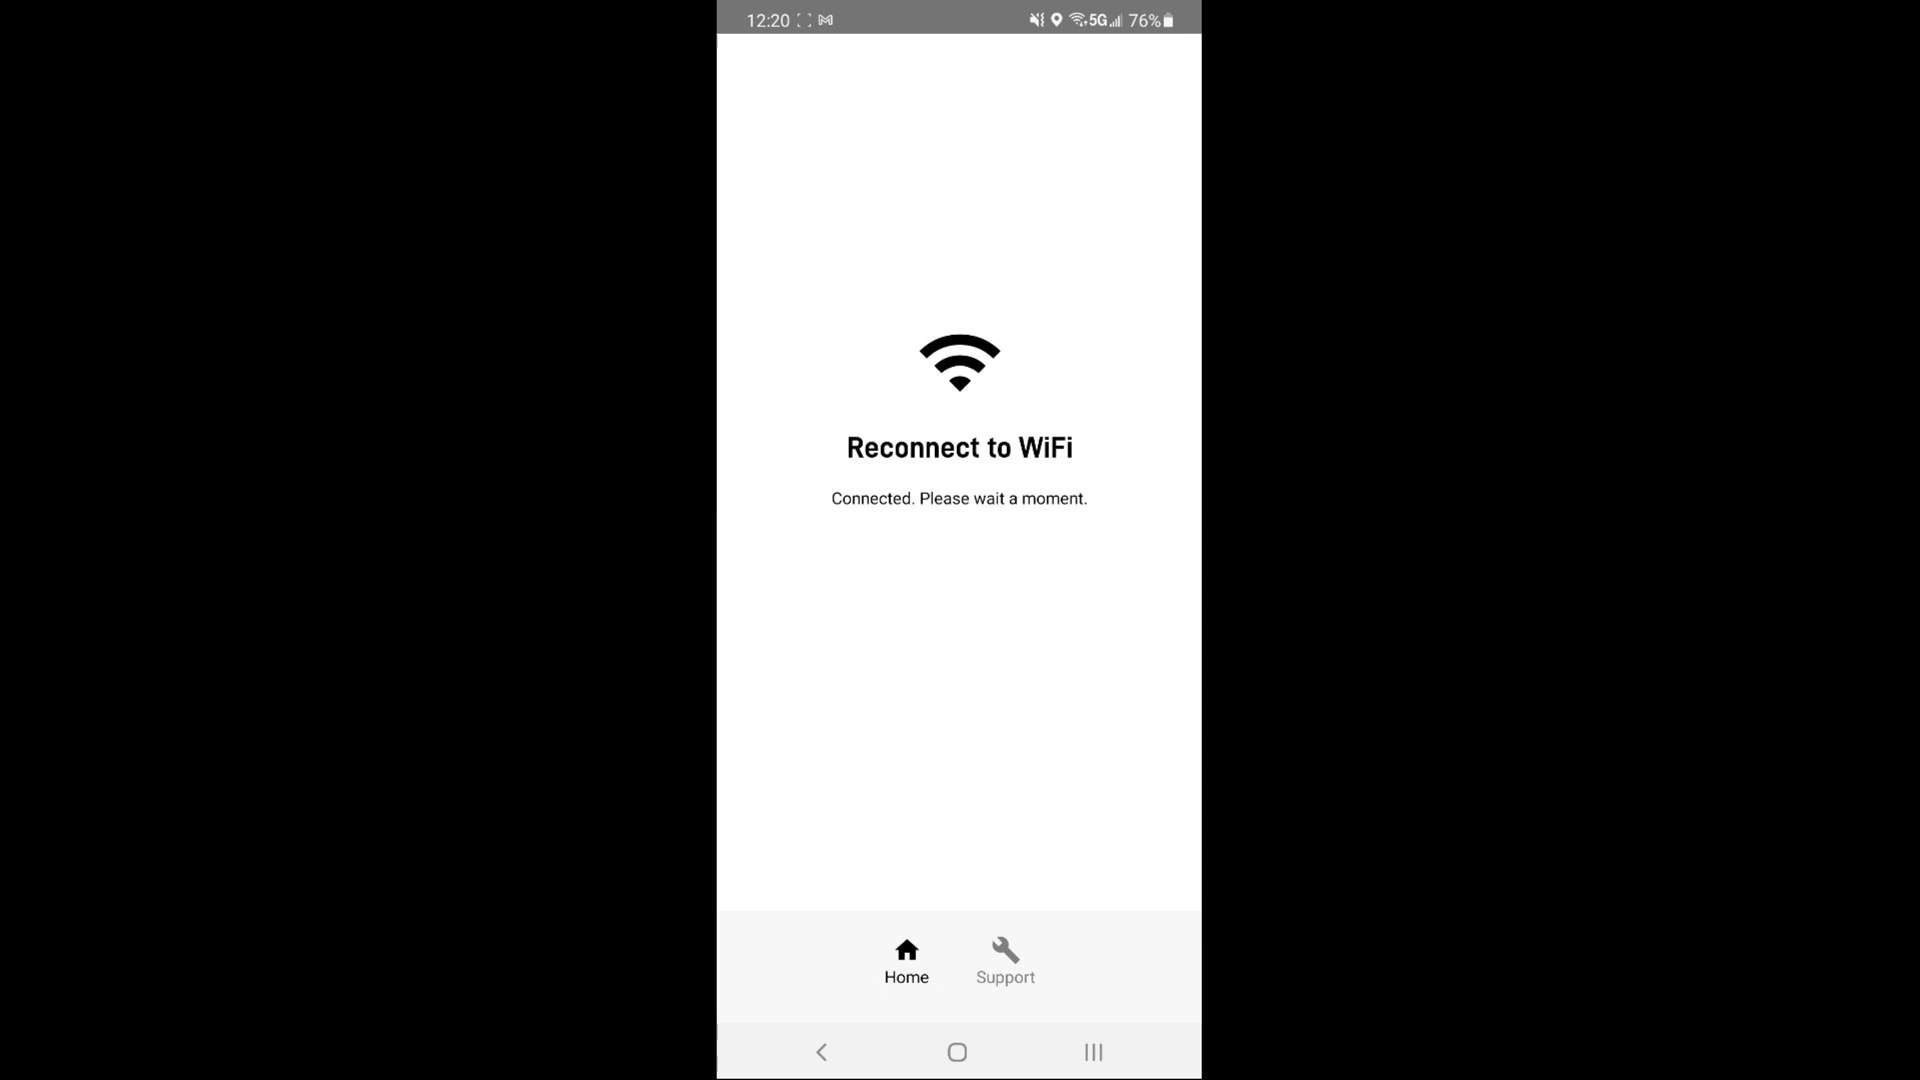 12:20 5G 76%
Reconnect to WiFi
Connected. Please wait a moment.
Home Support